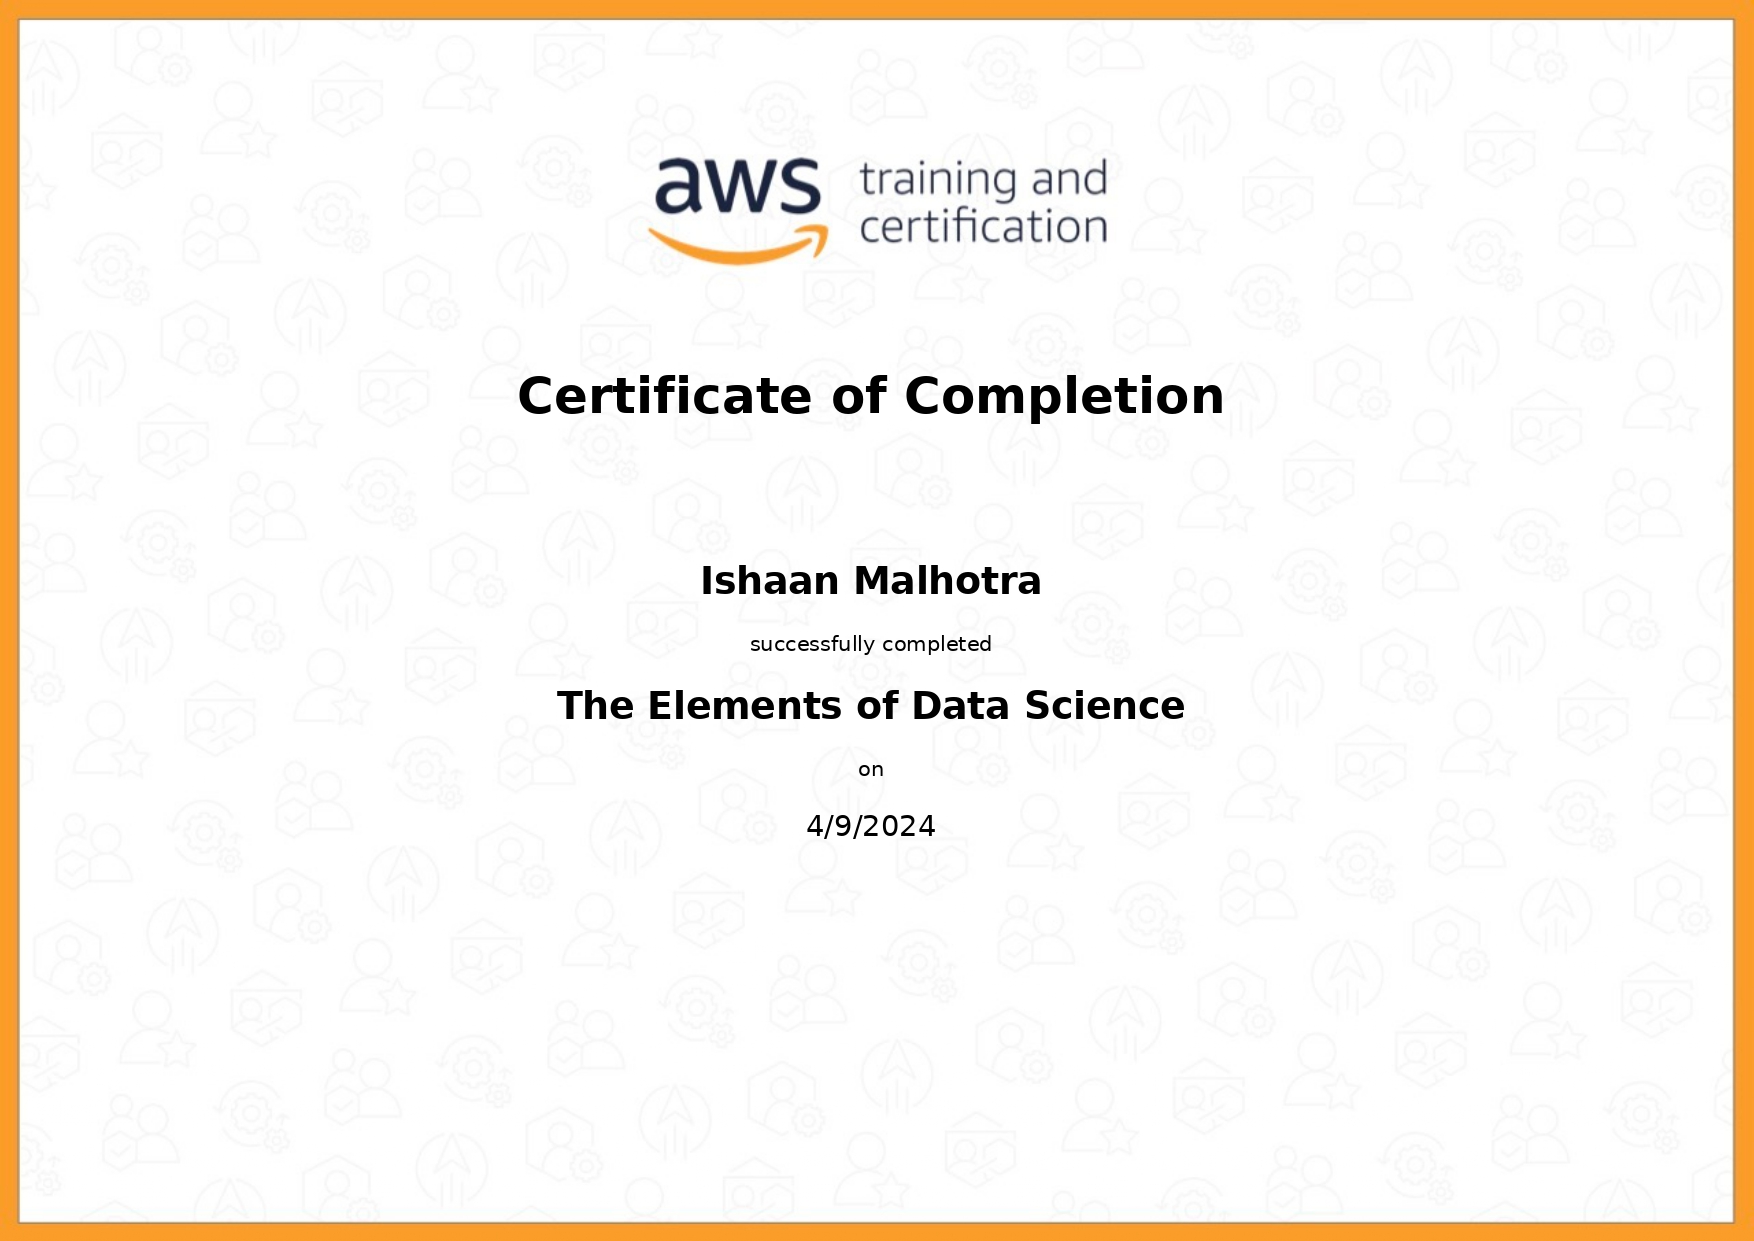 aws training and
certification
Certificate of Completion
Ishaan Malhotra
successfully completed
The Elements of Data Science
on
4/9/2024